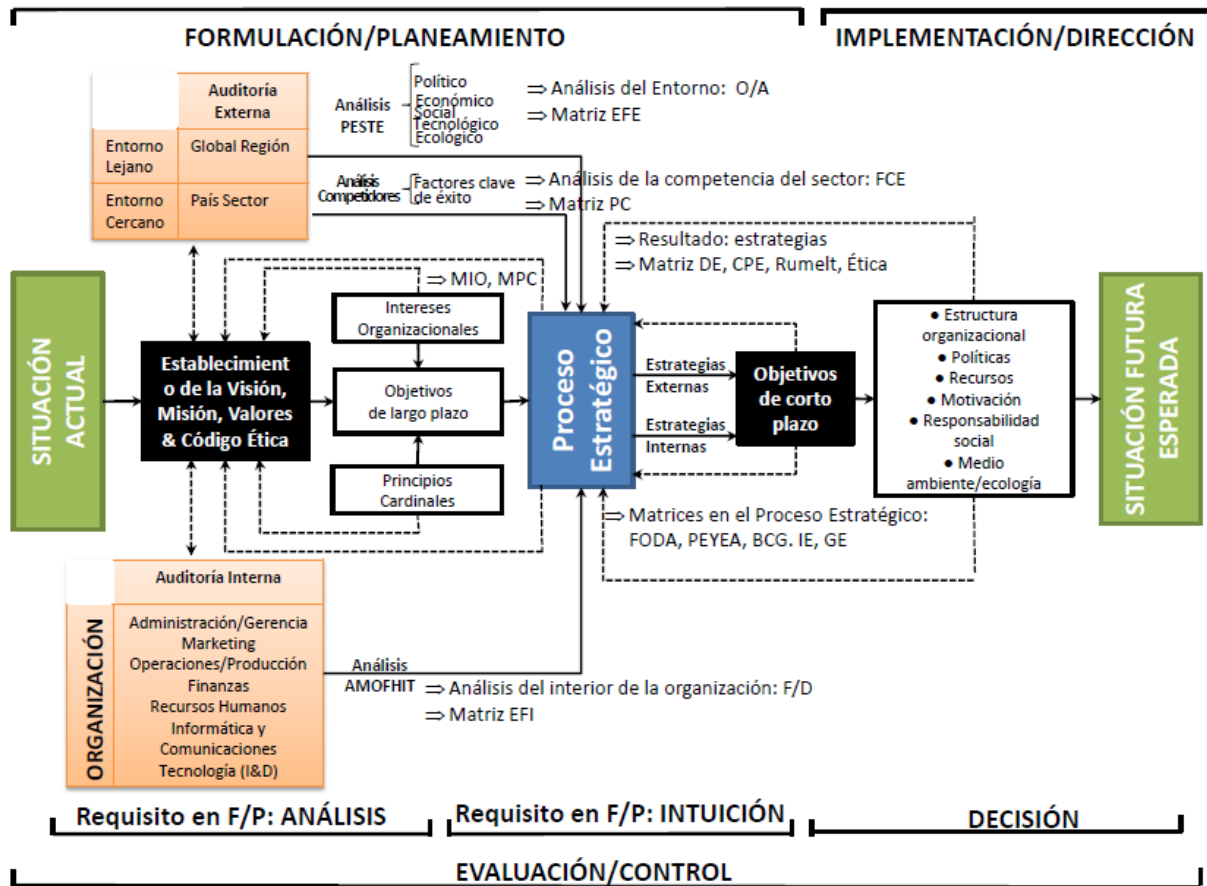 FORMULACIÓN/PLANEAMIENTO
IMPLEMENTACIÓN/DIRECCIÓN
Auditoría
Externa
Entorno
Lejano
Global Región
Entorno
Cercano
País Sector
Análisis
PESTE
Político
Económico
Social
Tecnológico
Ecológico
⇒ Análisis del Entorno: O/A
⇒ Matriz EFE
Análisis
Competidores
Factores clave
de éxito
⇒ Análisis de la competencia del sector: FCE
⇒ Matriz PC
⇒ Resultado: estrategias
⇒ Matriz DE, CPE, Rumelt, Ética
⇒ MIO, MPC
SITUACIÓN
ACTUAL
Establecimient
o de la Visión,
Misión, Valores
& Código Ética
Intereses
Organizacionales
Objetivos
de largo plazo
Principios
Cardinales
Proceso
Estratégico
Estrategias
Externas
Estrategias
Internas
Objetivos
de corto
plazo
● Estructura
organizacional
● Políticas
● Recursos
● Motivación
● Responsabilidad
social
● Medio
ambiente/ecología
SITUACIÓN FUTURA
ESPERADA
⇒ Matrices en el Proceso Estratégico:
FODA, PEYEA, BCG. IE, GE
Auditoría Interna
ORGANIZACIÓN
Administración/Gerencia
Marketing
Operaciones/Producción
Finanzas
Recursos Humanos
Informática y
Comunicaciones
Tecnología (I&D)
Análisis
AMOFHIT
⇒ Análisis del interior de la organización: F/D
⇒ Matriz EFI
Requisito en F/P: ANÁLISIS
Requisito en F/P: INTUICIÓN
DECISIÓN
EVALUACIÓN/CONTROL